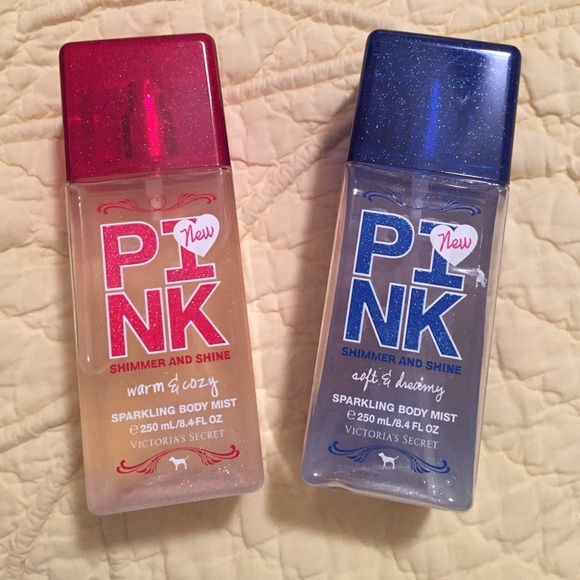 PI
New
NK
SHIMMER AND SHINE
warm & cozy
SPARKLING BODY MIST
℮ 250 mL/8.4 FL OZ
VICTORIA'S SECRET
PI
New
NK
SHIMMER AND SHINE
soft & dreamy
SPARKLING BODY MIST
℮ 250 mL/8.4 FL OZ
VICTORIA'S SECRET